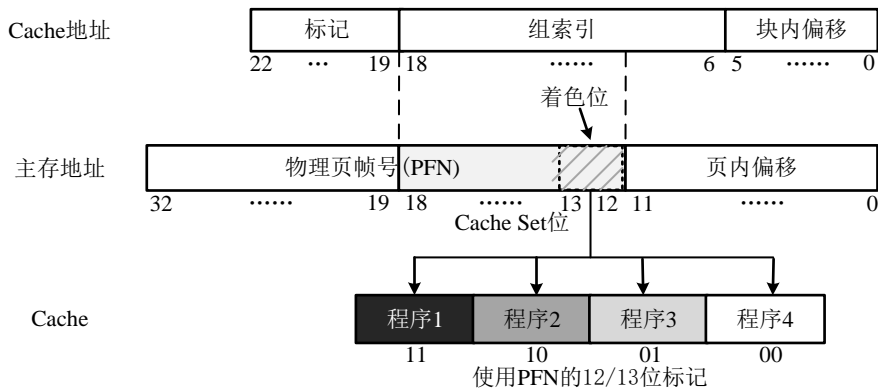 Cache地址 标记 组索引 块内偏移
22 ... 19 18 ...... 6 5 ...... 0
着色位
主存地址 物理页帧号(PFN) 页内偏移
32 ...... 19 18 ...... 13 12 11 ...... 0
Cache Set位
Cache 程序1 程序2 程序3 程序4
11 10 01 00
使用PFN的12/13位标记